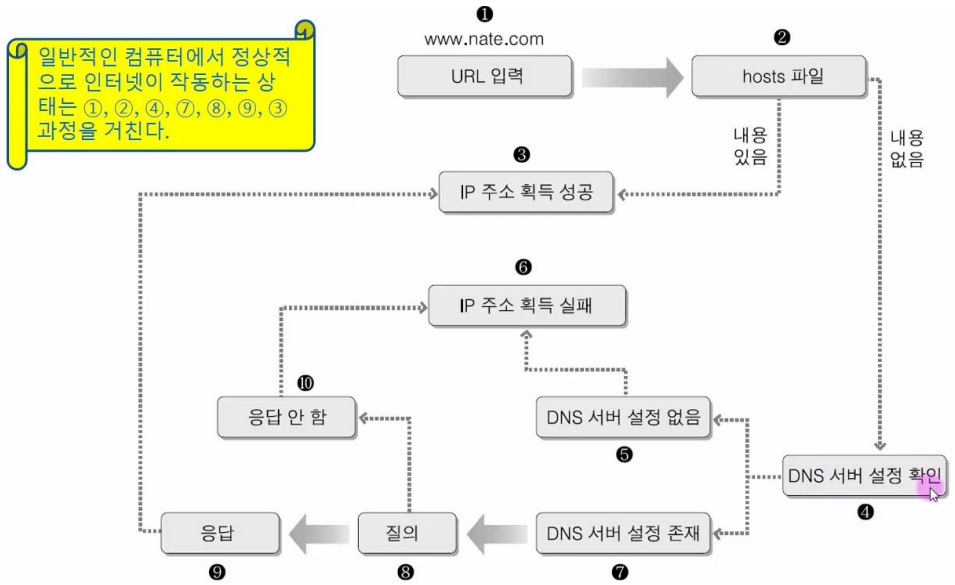 일반적인 컴퓨터에서 정상적
으로 인터넷이 작동하는 상
태는 ①, ②, ④, ⑦, ⑧, ⑨, ③
과정을 거친다.
❶
www.nate.com
URL 입력
❷
hosts 파일
내용
있음
내용
없음
❸
IP 주소 획득 성공
❻
IP 주소 획득 실패
❿
응답 안 함
DNS 서버 설정 없음
❺
DNS 서버 설정 확인
❹
응답
❾
질의
❽
DNS 서버 설정 존재
❼